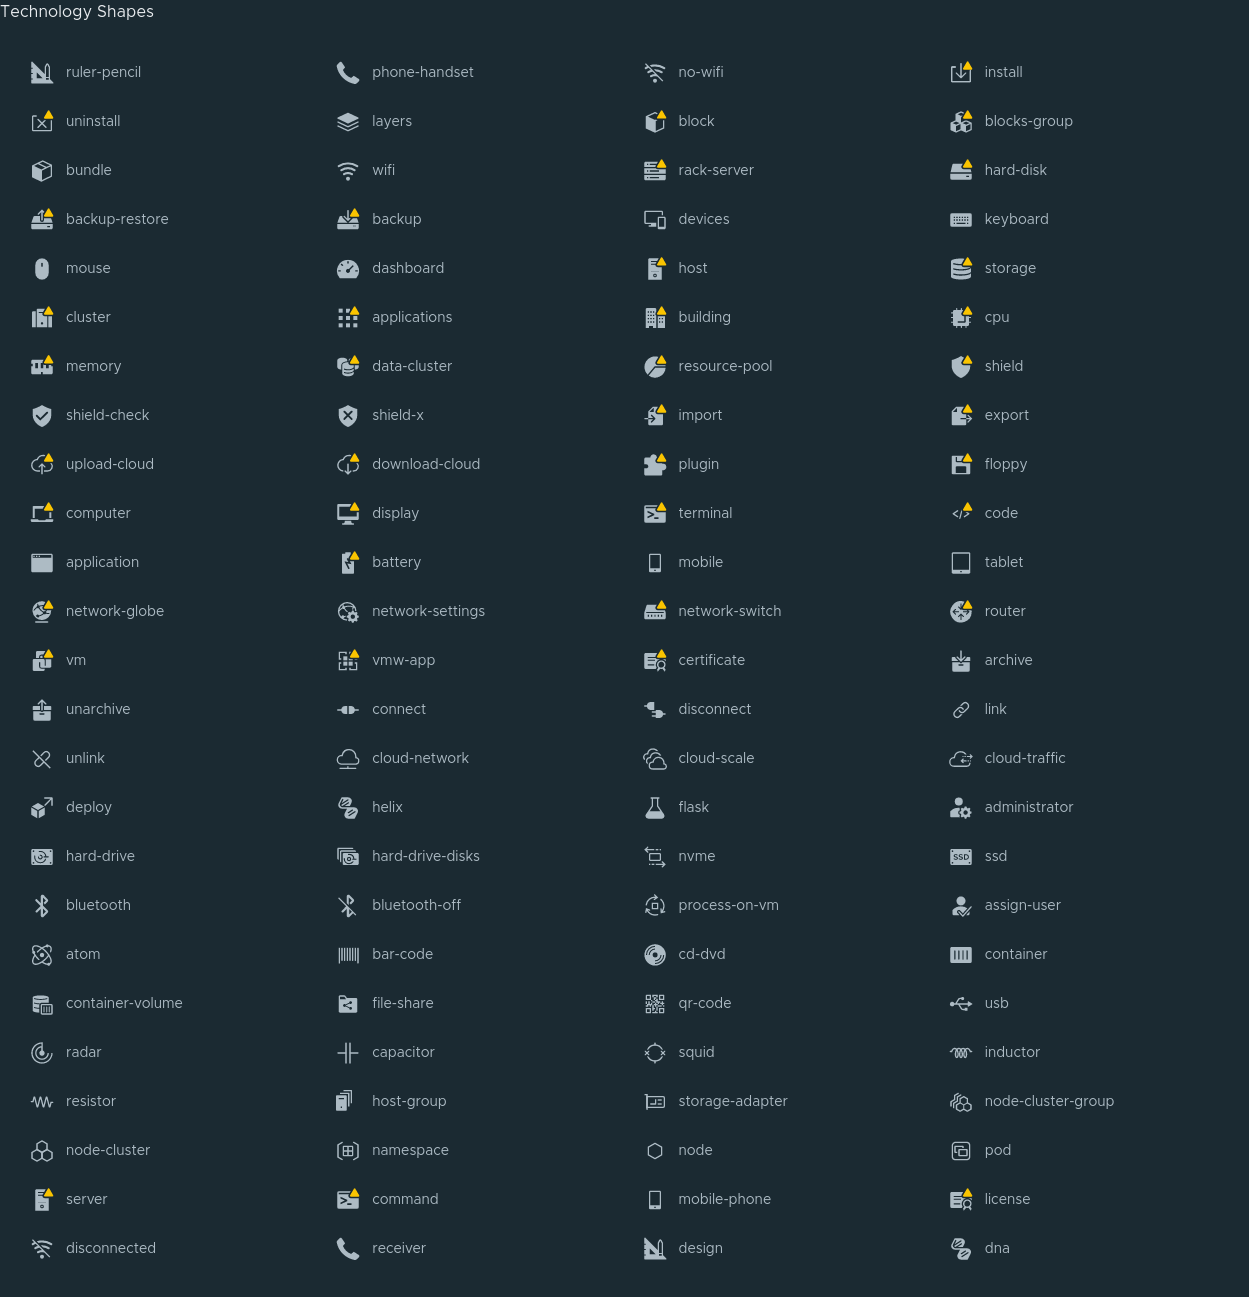 Technology Shapes
ruler-pencil phone-handset no-wifi install
uninstall layers block blocks-group
bundle wifi rack-server hard-disk
backup-restore backup devices keyboard
mouse dashboard host storage
cluster applications building cpu
memory data-cluster resource-pool shield
shield-check shield-x import export
upload-cloud download-cloud plugin floppy
computer display terminal code
application battery mobile tablet
network-globe network-settings network-switch router
vm vmw-app certificate archive
unarchive connect disconnect link
unlink cloud-network cloud-scale cloud-traffic
deploy helix flask administrator
hard-drive hard-drive-disks nvme SSD ssd
bluetooth bluetooth-off process-on-vm assign-user
atom bar-code cd-dvd container
container-volume file-share qr-code usb
radar capacitor squid inductor
resistor host-group storage-adapter node-cluster-group
node-cluster namespace node pod
server command mobile-phone license
disconnected receiver design dna